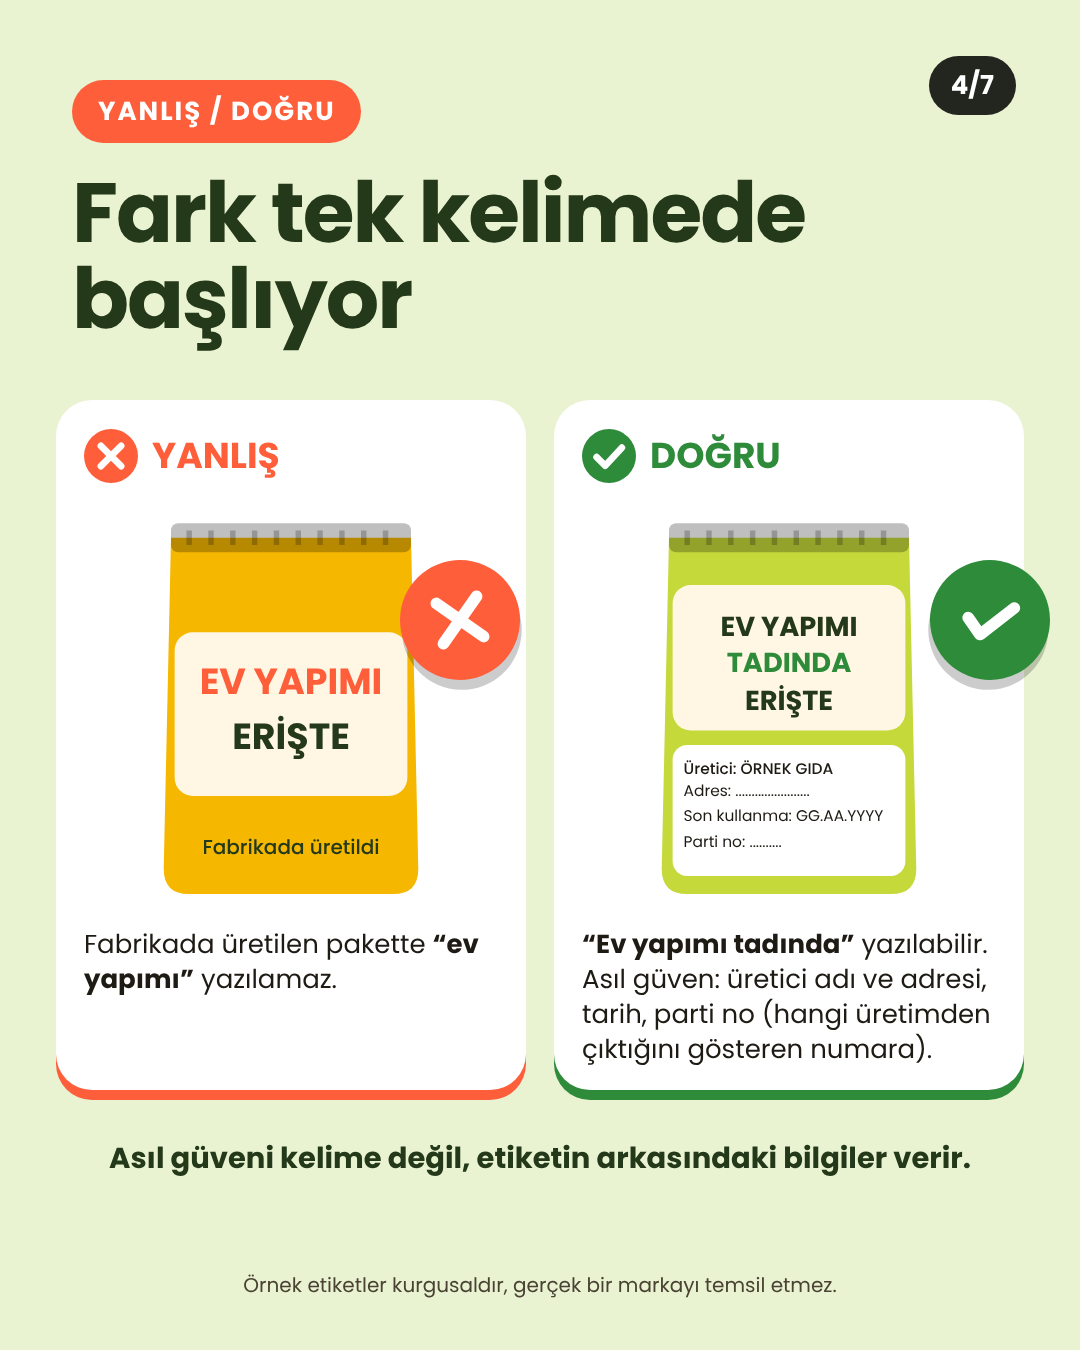 4/7
YANLIŞ / DOĞRU
Fark tek kelimede
başlıyor
YANLIŞ
EV YAPIMI
ERİŞTE
Fabrikada üretildi
Fabrikada üretilen pakette “ev
yapımı” yazılamaz.
DOĞRU
EV YAPIMI
TADINDA
ERİŞTE
Üretici: ÖRNEK GIDA
Adres: .......................
Son kullanma: GG.AA.YYYY
Parti no: ..........
“Ev yapımı tadında” yazılabilir.
Asıl güven: üretici adı ve adresi,
tarih, parti no (hangi üretimden
çıktığını gösteren numara).
Asıl güveni kelime değil, etiketin arkasındaki bilgiler verir.
Örnek etiketler kurgusaldır, gerçek bir markayı temsil etmez.